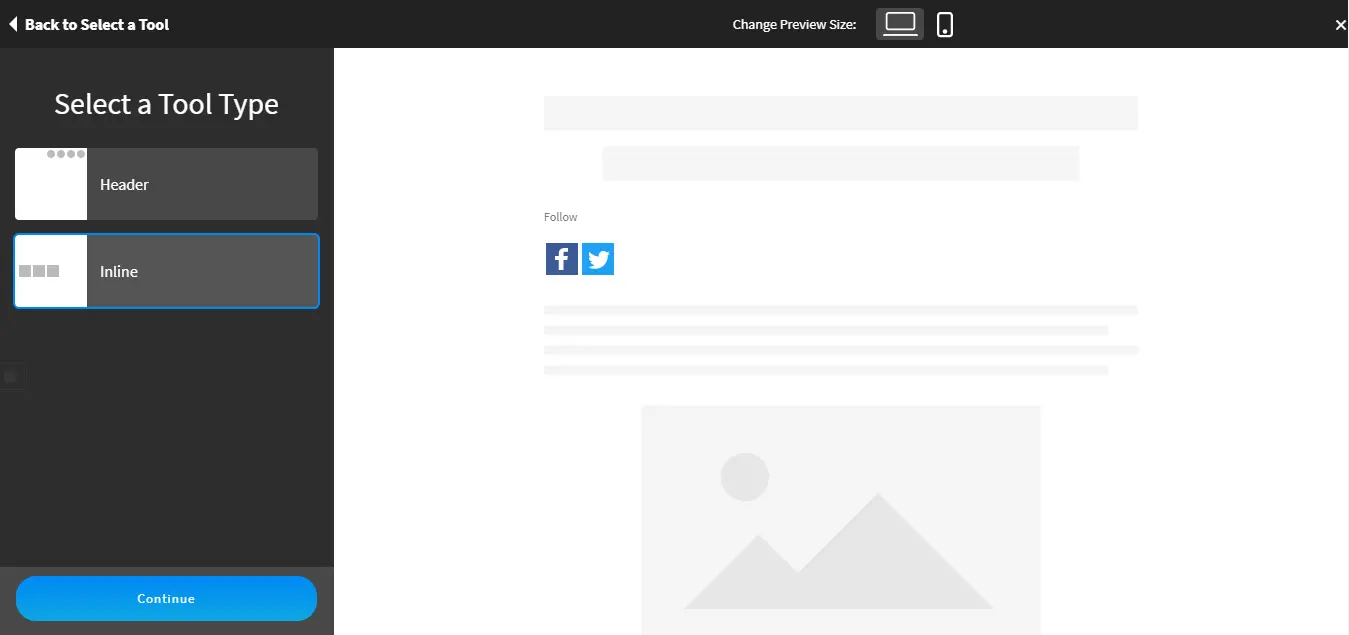 Back to Select a Tool
Change Preview Size:
Select a Tool Type
Header
Inline
Follow
Continue